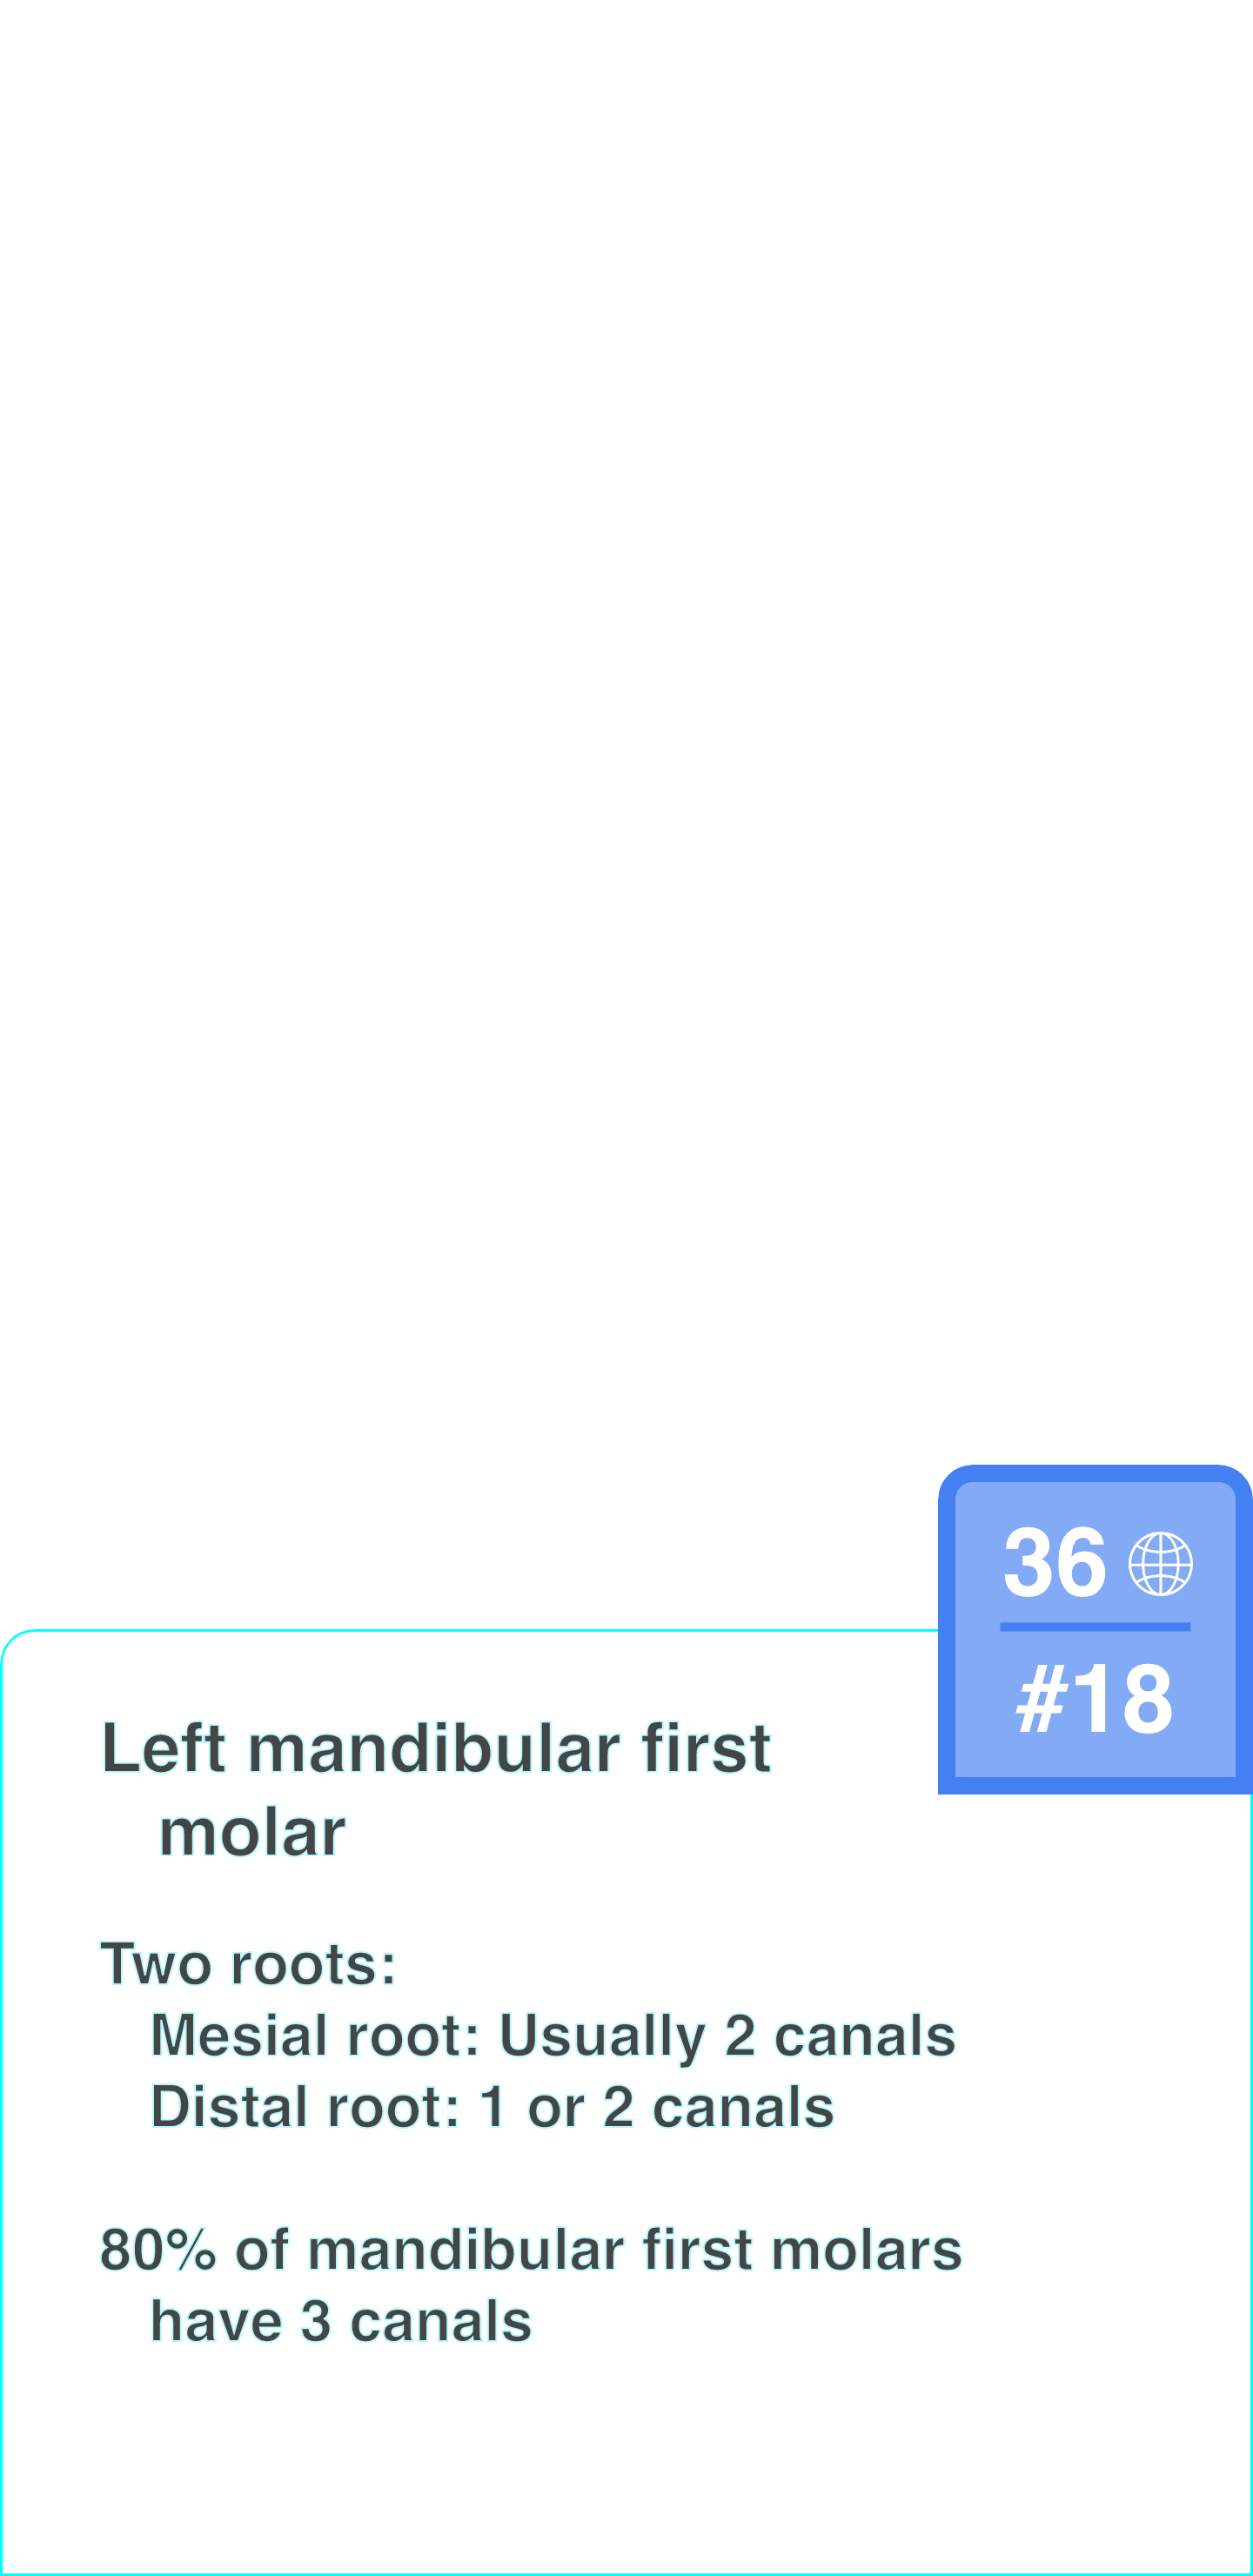 36
#18
Left mandibular first
molar
Two roots:
Mesial root: Usually 2 canals
Distal root: 1 or 2 canals
80% of mandibular first molars
have 3 canals